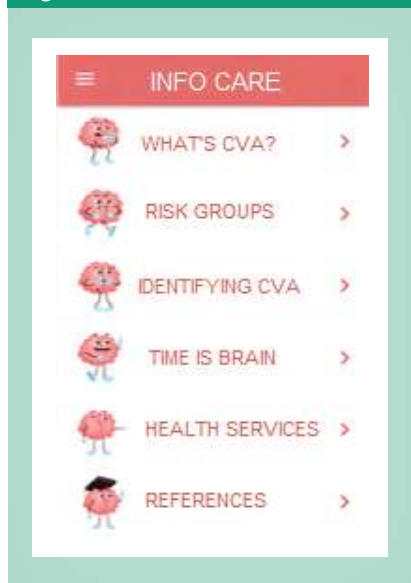 INFO CARE
WHAT'S CVA?
RISK GROUPS
IDENTIFYING CVA
TIME IS BRAIN
HEALTH SERVICES
REFERENCES